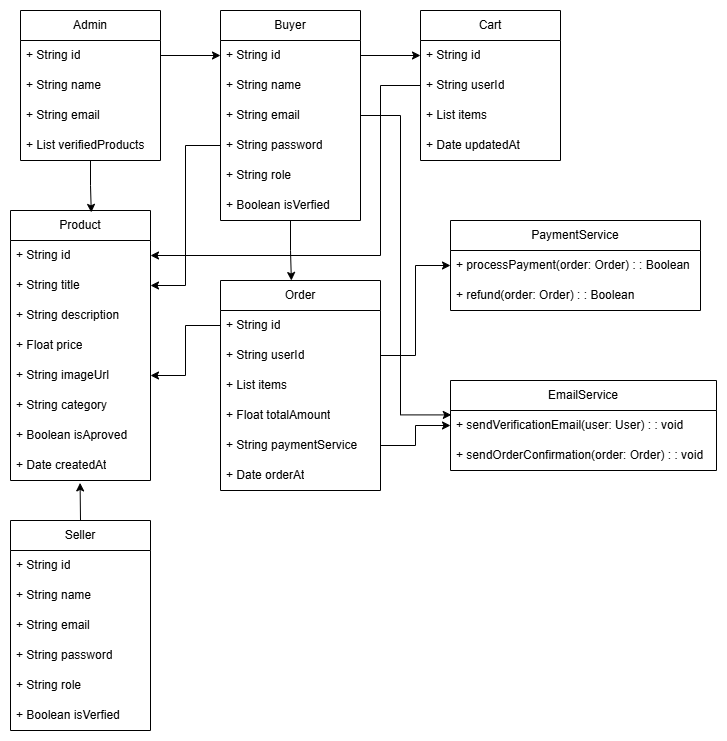 Admin
+ String id
+ String name
+ String email
+ List verifiedProducts
Buyer
+ String id
+ String name
+ String email
+ String password
+ String role
+ Boolean isVerfied
Cart
+ String id
+ String userId
+ List items
+ Date updatedAt
Product
+ String id
+ String title
+ String description
+ Float price
+ String imageUrl
+ String category
+ Boolean isAproved
+ Date createdAt
Order
+ String id
+ String userId
+ List items
+ Float totalAmount
+ String paymentService
+ Date orderAt
PaymentService
+ processPayment(order: Order) : : Boolean
+ refund(order: Order) : : Boolean
EmailService
+ sendVerificationEmail(user: User) : : void
+ sendOrderConfirmation(order: Order) : : void
Seller
+ String id
+ String name
+ String email
+ String password
+ String role
+ Boolean isVerfied